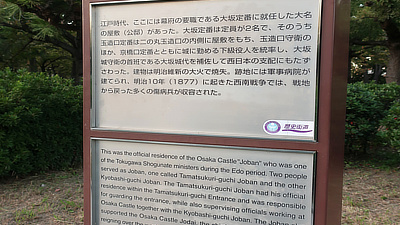 江戸時代、ここには幕府の要職である大坂定番に就任した大名
の屋敷（公邸）があった。大坂定番は定員が2名で、そのうち
玉造口定番は二の丸玉造口の内側に屋敷をもち、玉造口守衛の
ほか、京橋口定番とともに城に勤める下級役人を統率し、大坂
城守衛の首班である大坂城代を補佐して西日本の支配にもたず
さわった。建物は明治維新の大火で焼失。跡地には軍事病院が
建てられ、明治10年（1877）に起きた西南戦争では、戦地
から戻った多くの傷病兵が収容された。
歴史街道
This was the official residence of the Osaka Castle "Joban" who was one
of the Tokugawa Shogunate ministers during the Edo period. Two people
served as Joban, one called Tamatsukuri-guchi Joban and the other
Kyobashi-guchi Joban. The Tamatsukuri-guchi Joban had his official
residence within the Tamatsukuri-guchi Entrance and was responsible
for guarding the entrance, while also supervising officials working at
Osaka Castle together with the Kyobashi-guchi Joban. The Joban also
supported the Osaka Castle Jodai, the
reigning over the